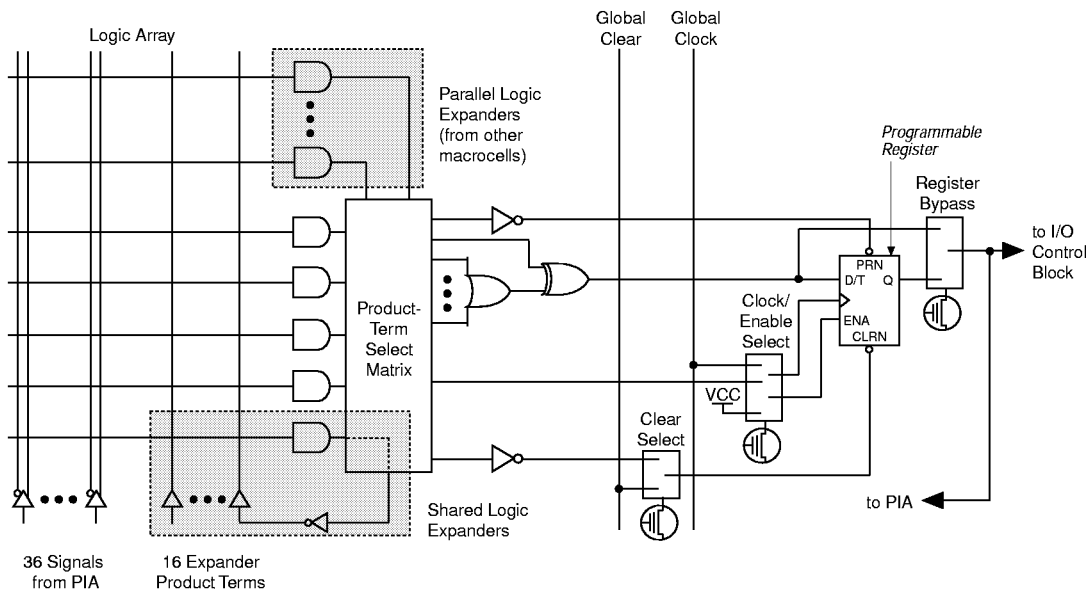 Logic Array
Global
Clear
Global
Clock
Parallel Logic
Expanders
(from other
macrocells)
Programmable
Register
Register
Bypass
to I/O
Control
Block
PRN
D/T
Q
ENA
CLRN
Product-
Term
Select
Matrix
Clock/
Enable
Select
VCC
Clear
Select
Shared Logic
Expanders
to PIA
36 Signals
from PIA
16 Expander
Product Terms